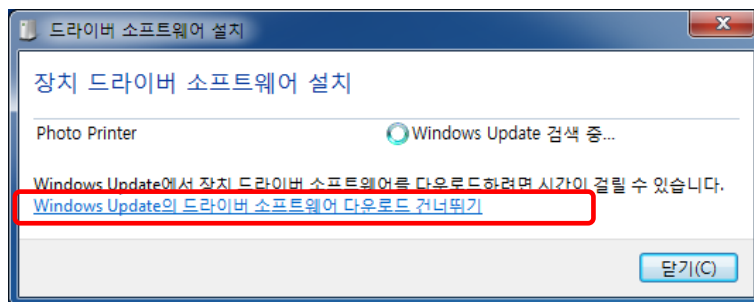 드라이버 소프트웨어 설치
장치 드라이버 소프트웨어 설치
Photo Printer Windows Update 검색 중...
Windows Update에서 장치 드라이버 소프트웨어를 다운로드하려면 시간이 걸릴 수 있습니다.
Windows Update의 드라이버 소프트웨어 다운로드 건너뛰기
닫기(C)